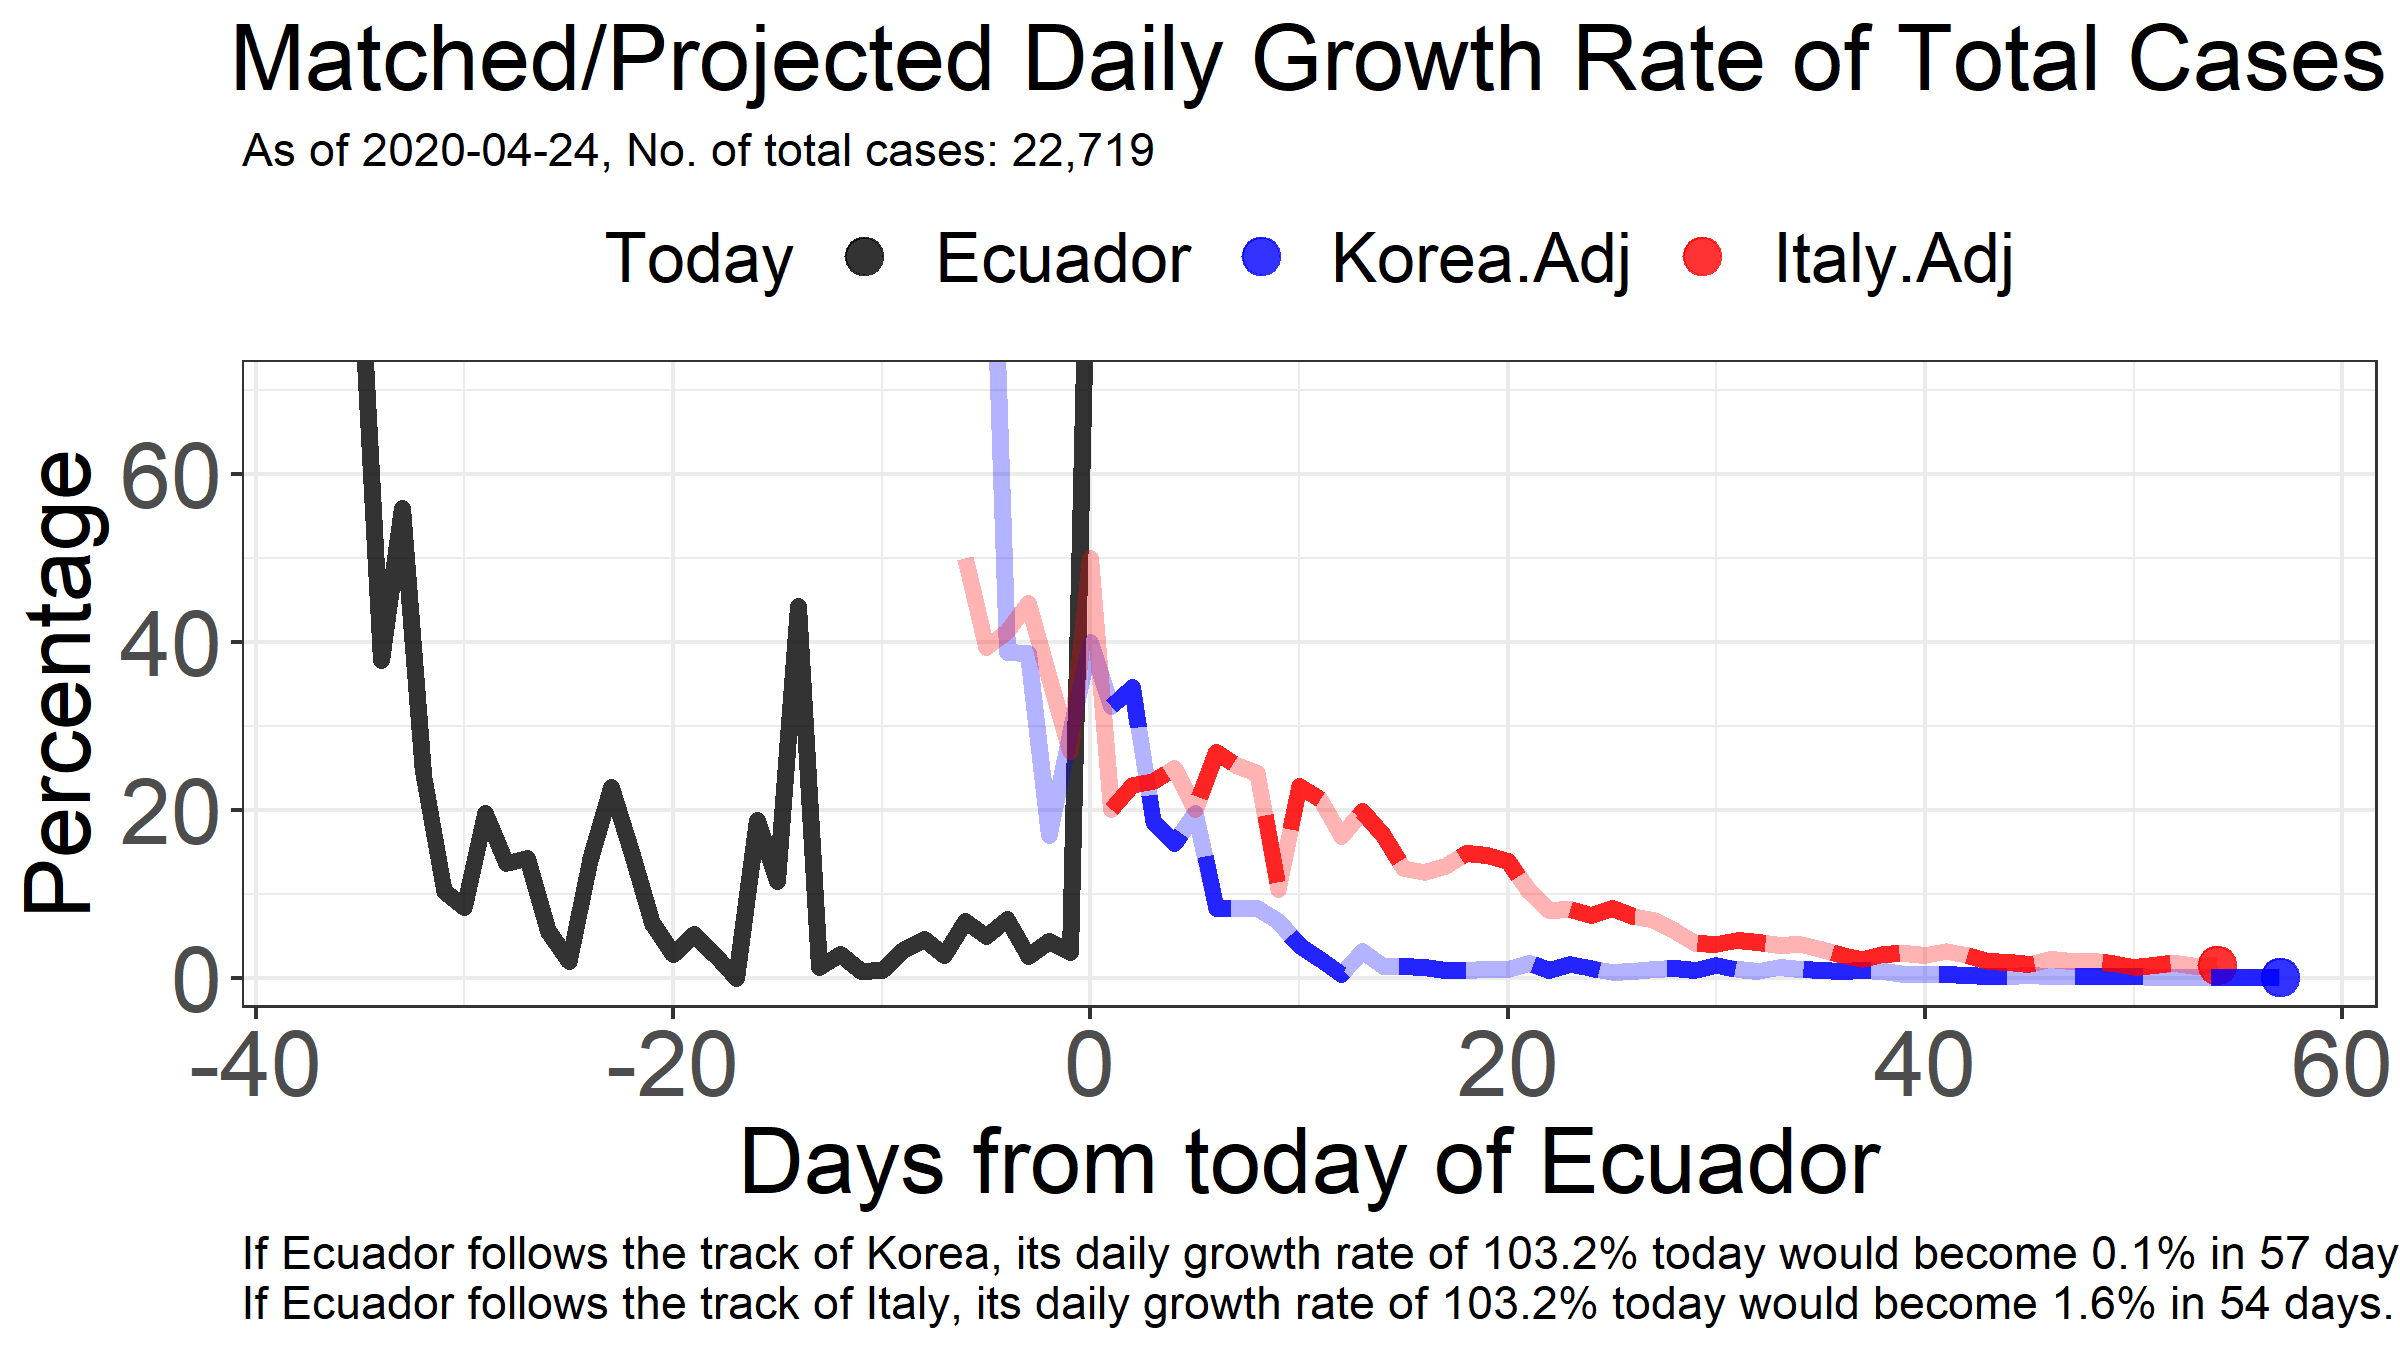 Matched/Projected Daily Growth Rate of Total Cases
As of 2020-04-24, No. of total cases: 22,719
Today Ecuador Korea.Adj Italy.Adj
Percentage
60
40
20
0
-40 -20 0 20 40 60
Days from today of Ecuador
If Ecuador follows the track of Korea, its daily growth rate of 103.2% today would become 0.1% in 57 day
If Ecuador follows the track of Italy, its daily growth rate of 103.2% today would become 1.6% in 54 days.